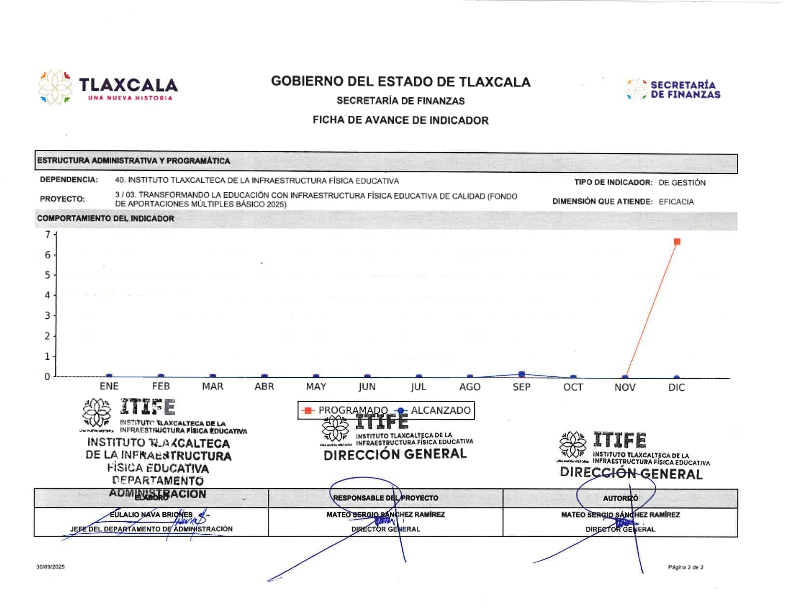 TLAXCALA
UNA NUEVA HISTORIA
GOBIERNO DEL ESTADO DE TLAXCALA
SECRETARÍA DE FINANZAS
FICHA DE AVANCE DE INDICADOR
SECRETARÍA
DE FINANZAS
ESTRUCTURA ADMINISTRATIVA Y PROGRAMÁTICA
DEPENDENCIA: 40. INSTITUTO TLAXCALTECA DE LA INFRAESTRUCTURA FÍSICA EDUCATIVA
TIPO DE INDICADOR: DE GESTIÓN
PROYECTO: 3 / 03. TRANSFORMANDO LA EDUCACIÓN CON INFRAESTRUCTURA FÍSICA EDUCATIVA DE CALIDAD (FONDO
DE APORTACIONES MÚLTIPLES BÁSICO 2025)
DIMENSIÓN QUE ATIENDE: EFICACIA
COMPORTAMIENTO DEL INDICADOR
7
6
5
4
3
2
1
0
ENE FEB MAR ABR MAY JUN JUL AGO SEP OCT NOV DIC
PROGRAMADO ALCANZADO
ITIFE
INSTITUTO TLAXCALTECA DE LA
INFRAESTRUCTURA FÍSICA EDUCATIVA
INSTITUTO TLAXCALTECA
DE LA INFRAESTRUCTURA
FÍSICA EDUCATIVA
DEPARTAMENTO
ADMINISTRACION
ITIFE
INSTITUTO TLAXCALTECA DE LA
INFRAESTRUCTURA FÍSICA EDUCATIVA
DIRECCIÓN GENERAL
ITIFE
INSTITUTO TLAXCALTECA DE LA
INFRAESTRUCTURA FÍSICA EDUCATIVA
DIRECCIÓN GENERAL
ELABORÓ
RESPONSABLE DEL PROYECTO
AUTORIZÓ
EULALIO NAVA BRIONES
MATEO SERGIO SÁNCHEZ RAMÍREZ
MATEO SERGIO SÁNCHEZ RAMÍREZ
JEFE DEL DEPARTAMENTO DE ADMINISTRACIÓN
DIRECTOR GENERAL
DIRECTOR GENERAL
30/09/2025
Página 2 de 2